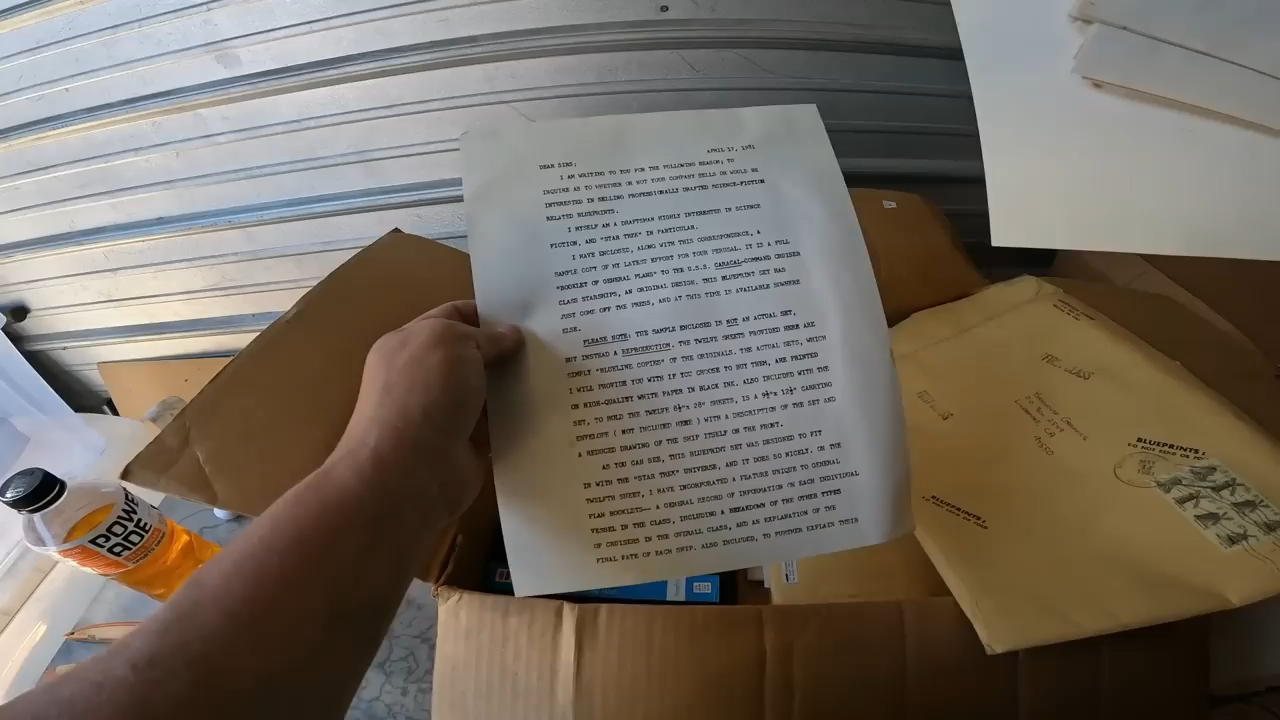 APRIL 17, 1981
DEAR SIRS;
I AM WRITING TO YOU FOR THE FOLLOWING REASON; TO
INQUIRE AS TO WHETHER OR NOT YOUR COMPANY SELLS OR WOULD BE
INTERESTED IN SELLING PROFESSIONALLY DRAFTED SCIENCE-FICTION
RELATED BLUEPRINTS.
I MYSELF AM A DRAFTSMAN HIGHLY INTERESTED IN SCIENCE
FICTION, AND "STAR TREK" IN PARTICULAR.
I HAVE ENCLOSED, ALONG WITH THIS CORRESPONDENCE, A
SAMPLE COPY OF MY LATEST EFFORT FOR YOUR PERUSAL. IT IS A FULL
"BOOKLET OF GENERAL PLANS" TO THE U.S.S. CARACAL-COMMAND CRUISER
CLASS STARSHIPS, AN ORIGINAL DESIGN. THIS BLUEPRINT SET HAS
JUST COME OFF THE PRESS, AND AT THIS TIME IS AVAILABLE NOWHERE
ELSE.
PLEASE NOTE: THE SAMPLE ENCLOSED IS NOT AN ACTUAL SET,
BUT INSTEAD A REPRODUCTION. THE TWELVE SHEETS PROVIDED HERE ARE
SIMPLY "BLUELINE COPIES" OF THE ORIGINALS. THE ACTUAL SETS, WHICH
I WILL PROVIDE YOU WITH IF YOU CHOOSE TO BUY THEM, ARE PRINTED
ON HIGH-QUALITY WHITE PAPER IN BLACK INK. ALSO INCLUDED WITH THE
SET, TO HOLD THE TWELVE 8½"x 28" SHEETS, IS A 9½"x 12½" CARRYING
ENVELOPE ( NOT INCLUDED HERE ) WITH A DESCRIPTION OF THE SET AND
A REDUCED DRAWING OF THE SHIP ITSELF ON THE FRONT.
AS YOU CAN SEE, THIS BLUEPRINT SET WAS DESIGNED TO FIT
IN WITH THE "STAR TREK" UNIVERSE, AND IT DOES SO NICELY. ON THE
TWELFTH SHEET, I HAVE INCORPORATED A FEATURE UNIQUE TO GENERAL
PLAN BOOKLETS-- A GENERAL RECORD OF INFORMATION ON EACH INDIVIDUAL
VESSEL IN THE CLASS, INCLUDING A BREAKDOWN OF THE OTHER TYPES
OF CRUISERS IN THE OVERALL CLASS, AND AN EXPLANATION OF THE
FINAL FATE OF EACH SHIP. ALSO INCLUDED, TO FURTHER EXPLAIN THEIR
POWER
ADE
BLUEPRINTS:
BLUEPRINTS: